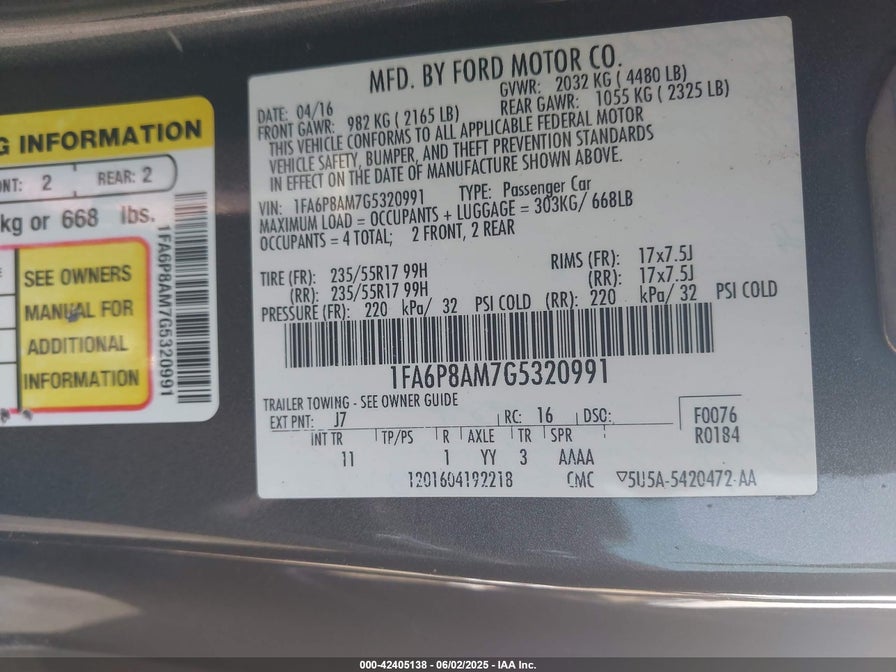 G INFORMATION
NT: 2 REAR: 2
kg or 668 lbs.
SEE OWNERS
MANUAL FOR
ADDITIONAL
INFORMATION
1FA6P8AM7G5320991
MFD. BY FORD MOTOR CO.
DATE: 04/16 GVWR: 2032 KG ( 4480 LB)
FRONT GAWR: 982 KG ( 2165 LB) REAR GAWR: 1055 KG ( 2325 LB)
THIS VEHICLE CONFORMS TO ALL APPLICABLE FEDERAL MOTOR
VEHICLE SAFETY, BUMPER, AND THEFT PREVENTION STANDARDS
IN EFFECT ON THE DATE OF MANUFACTURE SHOWN ABOVE.
VIN: 1FA6P8AM7G5320991 TYPE: Passenger Car
MAXIMUM LOAD = OCCUPANTS + LUGGAGE = 303KG/ 668LB
OCCUPANTS = 4 TOTAL; 2 FRONT, 2 REAR
TIRE (FR): 235/55R17 99H RIMS (FR): 17x7.5J
(RR): 235/55R17 99H (RR): 17x7.5J
PRESSURE (FR): 220 kPa/ 32 PSI COLD (RR): 220 kPa/ 32 PSI COLD
1FA6P8AM7G5320991
TRAILER TOWING - SEE OWNER GUIDE
EXT PNT: J7 RC: 16 DSO: F0076
INT TR TP/PS R AXLE TR SPR R0184
11 1 YY 3 AAAA
1201604192218 CMC ▽5U5A-5420472-AA
000-42405138 - 06/02/2025 - IAA Inc.